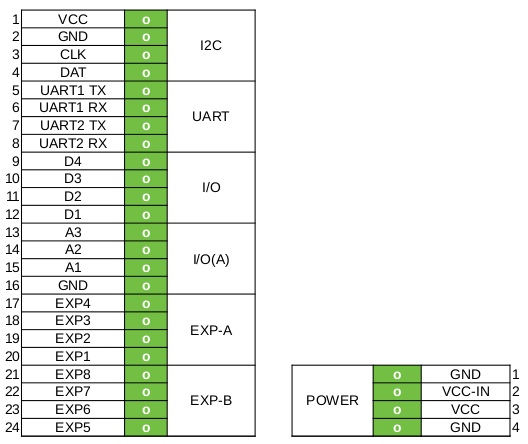 1 VCC o
2 GND o I2C
3 CLK o
4 DAT o
5 UART1 TX o
6 UART1 RX o UART
7 UART2 TX o
8 UART2 RX o
9 D4 o
10 D3 o I/O
11 D2 o
12 D1 o
13 A3 o
14 A2 o I/O(A)
15 A1 o
16 GND o
17 EXP4 o
18 EXP3 o EXP-A
19 EXP2 o
20 EXP1 o
21 EXP8 o
22 EXP7 o EXP-B
23 EXP6 o
24 EXP5 o
o GND 1
POWER o VCC-IN 2
o VCC 3
o GND 4